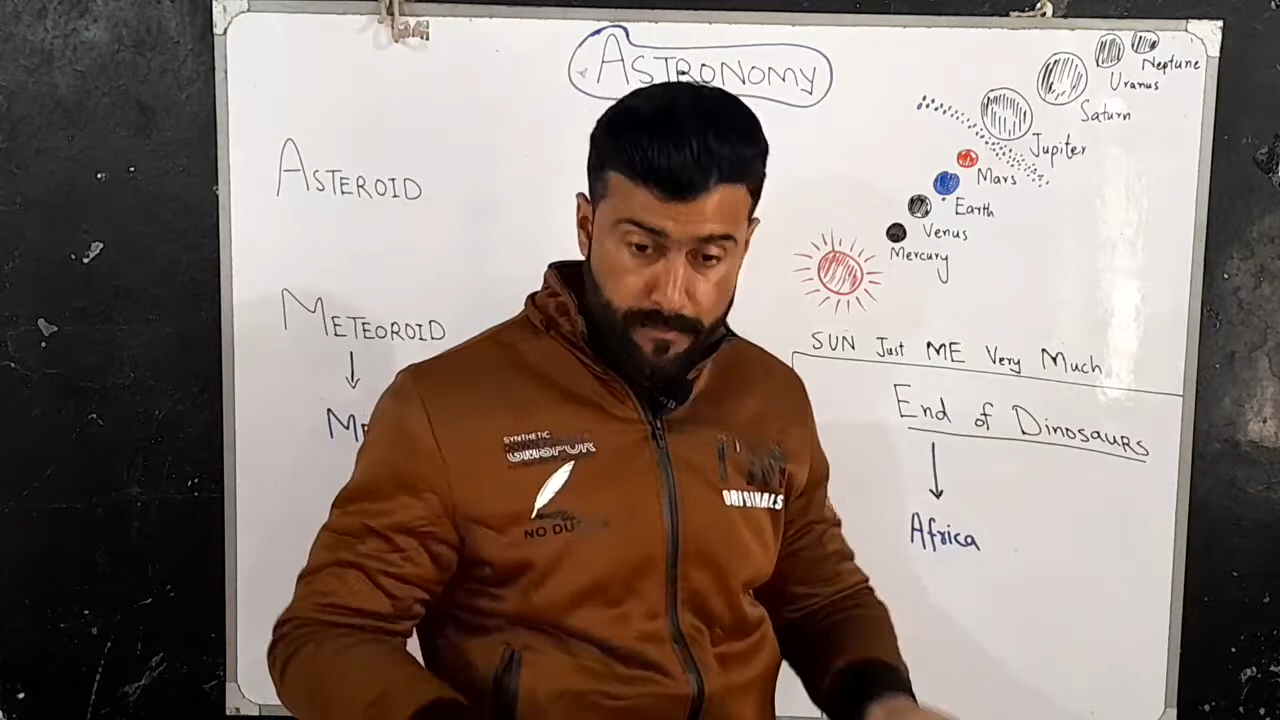 ASTRONOMY
Neptune
Uranus
Saturn
Jupiter
Mars
Earth
Venus
Mercury
ASTEROID
METEOROID
SUN Just ME Very Much
End of Dinosaurs
Africa
SYNTHETIC
GMSPUR
NO
ORIGINALS